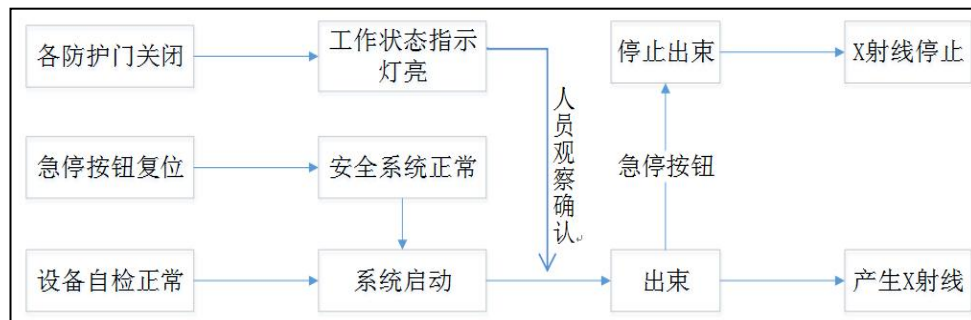 各防护门关闭
工作状态指示
灯亮
停止出束
X射线停止
人员观察确认
急停按钮复位
安全系统正常
急停按钮
设备自检正常
系统启动
出束
产生X射线